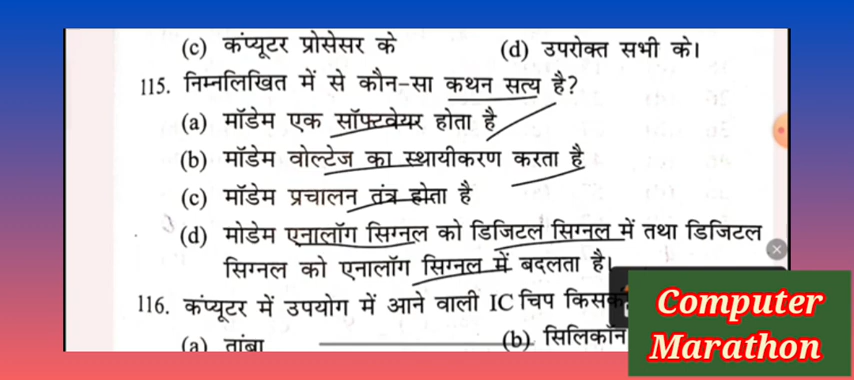 (c) कंप्यूटर प्रोसेसर के (d) उपरोक्त सभी के।
115. निम्नलिखित में से कौन-सा कथन सत्य है?
(a) मॉडेम एक सॉफ्टवेयर होता है
(b) मॉडेम वोल्टेज का स्थायीकरण करता है
(c) मॉडेम प्रचालन तंत्र होता है
(d) मोडेम एनालॉग सिग्नल को डिजिटल सिग्नल में तथा डिजिटल
सिग्नल को एनालॉग सिग्नल में बदलता है।
116. कंप्यूटर में उपयोग में आने वाली IC चिप
(a) तांबा (b) सिलिकॉन
Computer
Marathon